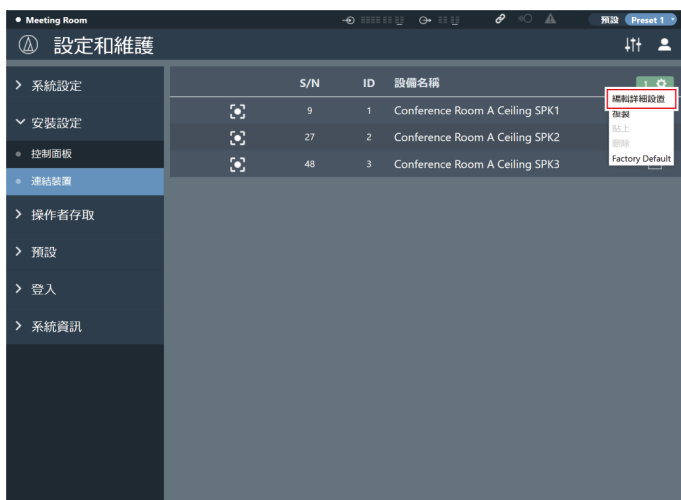 Meeting Room
預設 Preset 1
設定和維護
系統設定
安裝設定
控制面板
連結裝置
操作者存取
預設
登入
系統資訊
S/N ID 設備名稱 1
9 1 Conference Room A Ceiling SPK1
27 2 Conference Room A Ceiling SPK2
48 3 Conference Room A Ceiling SPK3
編輯詳細設置
複製
貼上
刪除
Factory Default